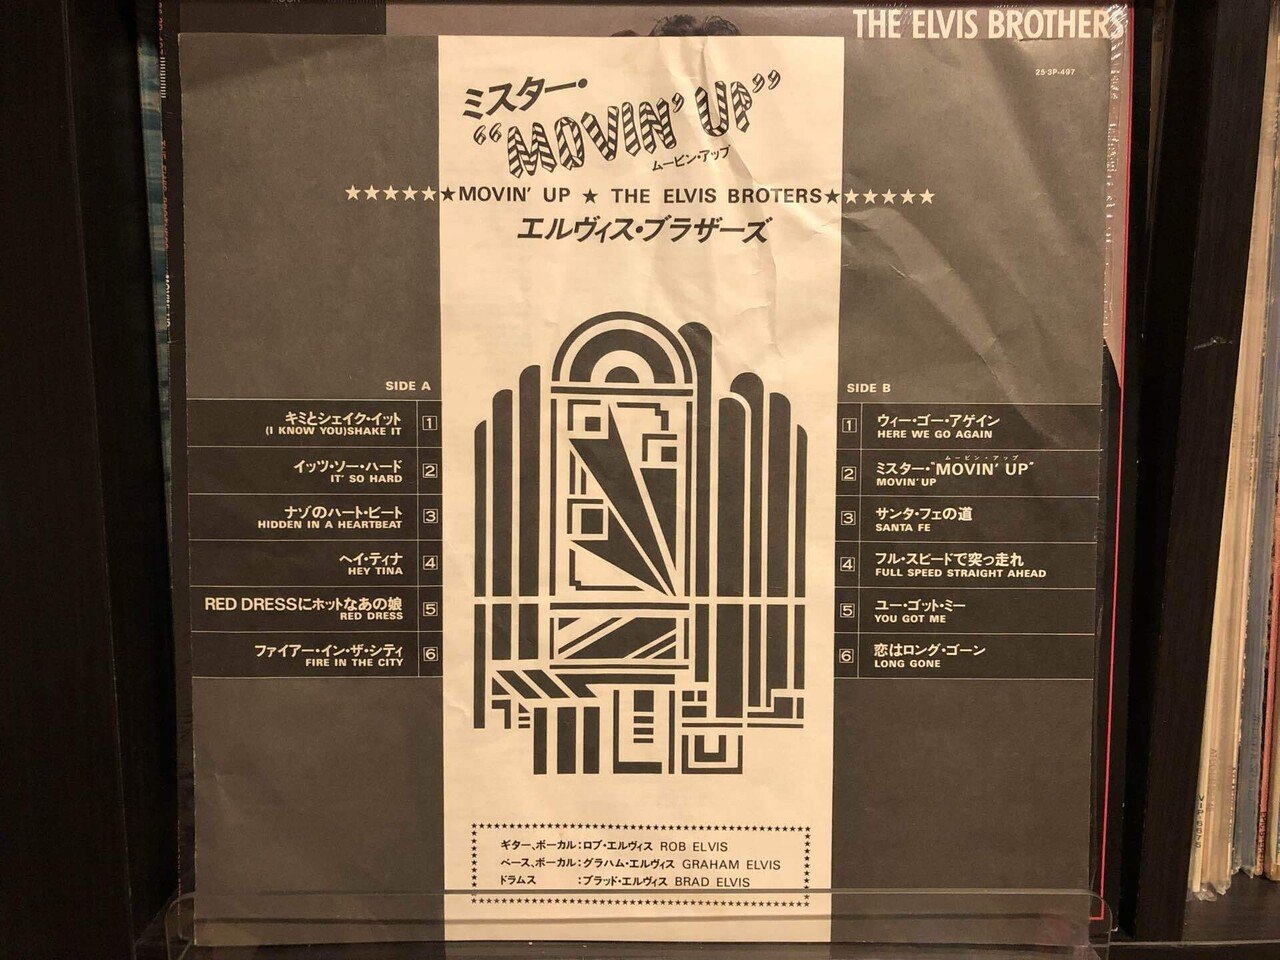 THE ELVIS BROTHERS
25·3P-497
ミスター・
“MOVIN' UP”
ムービン・アップ
★★★★★★MOVIN' UP ★ THE ELVIS BROTERS★★★★★★
エルヴィス・ブラザーズ
SIDE A
キミとシェイク・イット 1
(I KNOW YOU)SHAKE IT
イッツ・ソー・ハード 2
IT' SO HARD
ナゾのハート・ビート 3
HIDDEN IN A HEARTBEAT
ヘイ・ティナ 4
HEY TINA
RED DRESSにホットなあの娘 5
RED DRESS
ファイアー・イン・ザ・シティ 6
FIRE IN THE CITY
SIDE B
1 ウィー・ゴー・アゲイン
HERE WE GO AGAIN
ムービン・アップ
2 ミスター・“MOVIN' UP”
MOVIN' UP
3 サンタ・フェの道
SANTA FE
4 フル・スピードで突っ走れ
FULL SPEED STRAIGHT AHEAD
5 ユー・ゴット・ミー
YOU GOT ME
6 恋はロング・ゴーン
LONG GONE
ギター、ボーカル:ロブ・エルヴィス ROB ELVIS
ベース、ボーカル:グラハム・エルヴィス GRAHAM ELVIS
ドラムス :ブラッド・エルヴィス BRAD ELVIS